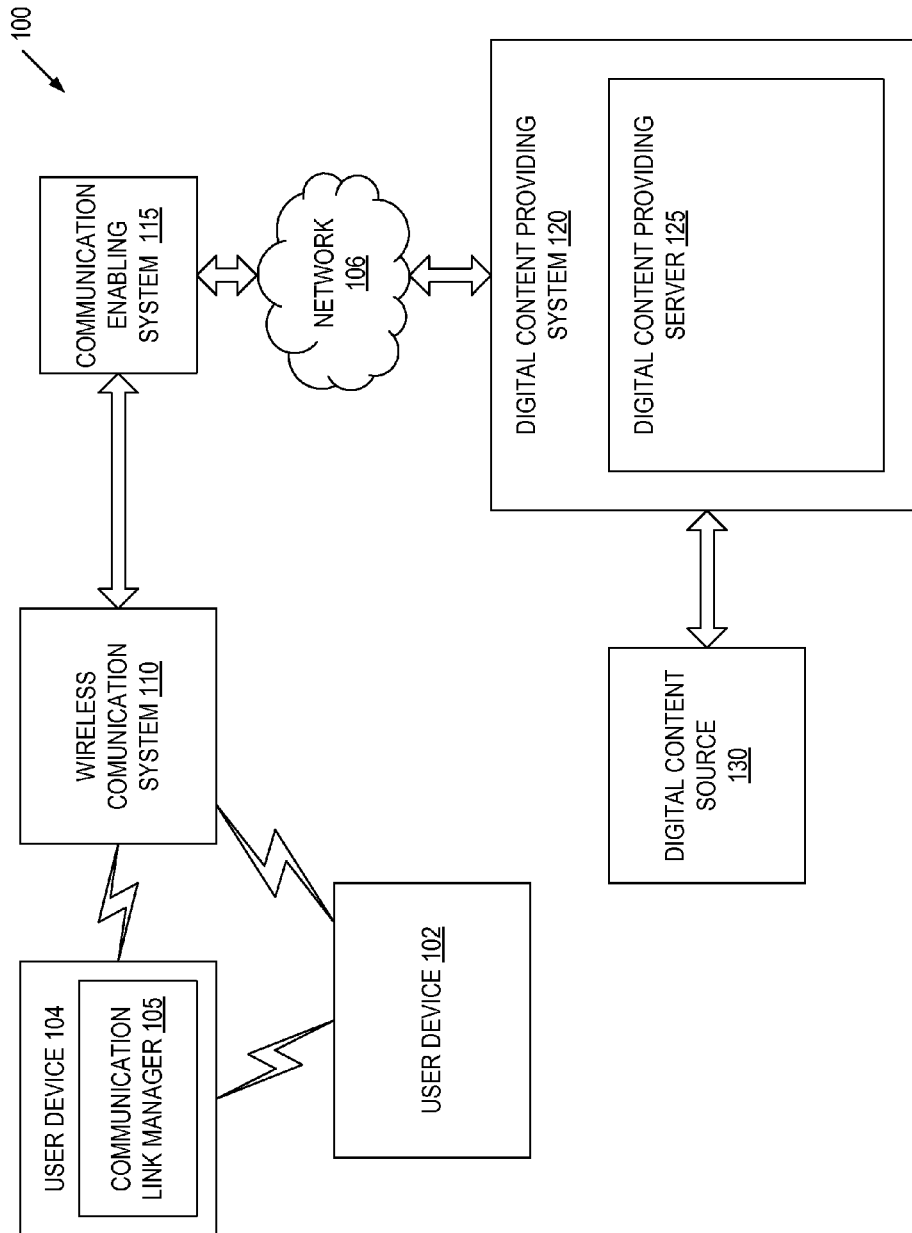 100
USER DEVICE 104
COMMUNICATION
LINK MANAGER 105
WIRELESS
COMUNICATION
SYSTEM 110
COMMUNICATION
ENABLING
SYSTEM 115
USER DEVICE 102
NETWORK
106
DIGITAL CONTENT
SOURCE
130
DIGITAL CONTENT PROVIDING
SYSTEM 120
DIGITAL CONTENT PROVIDING
SERVER 125